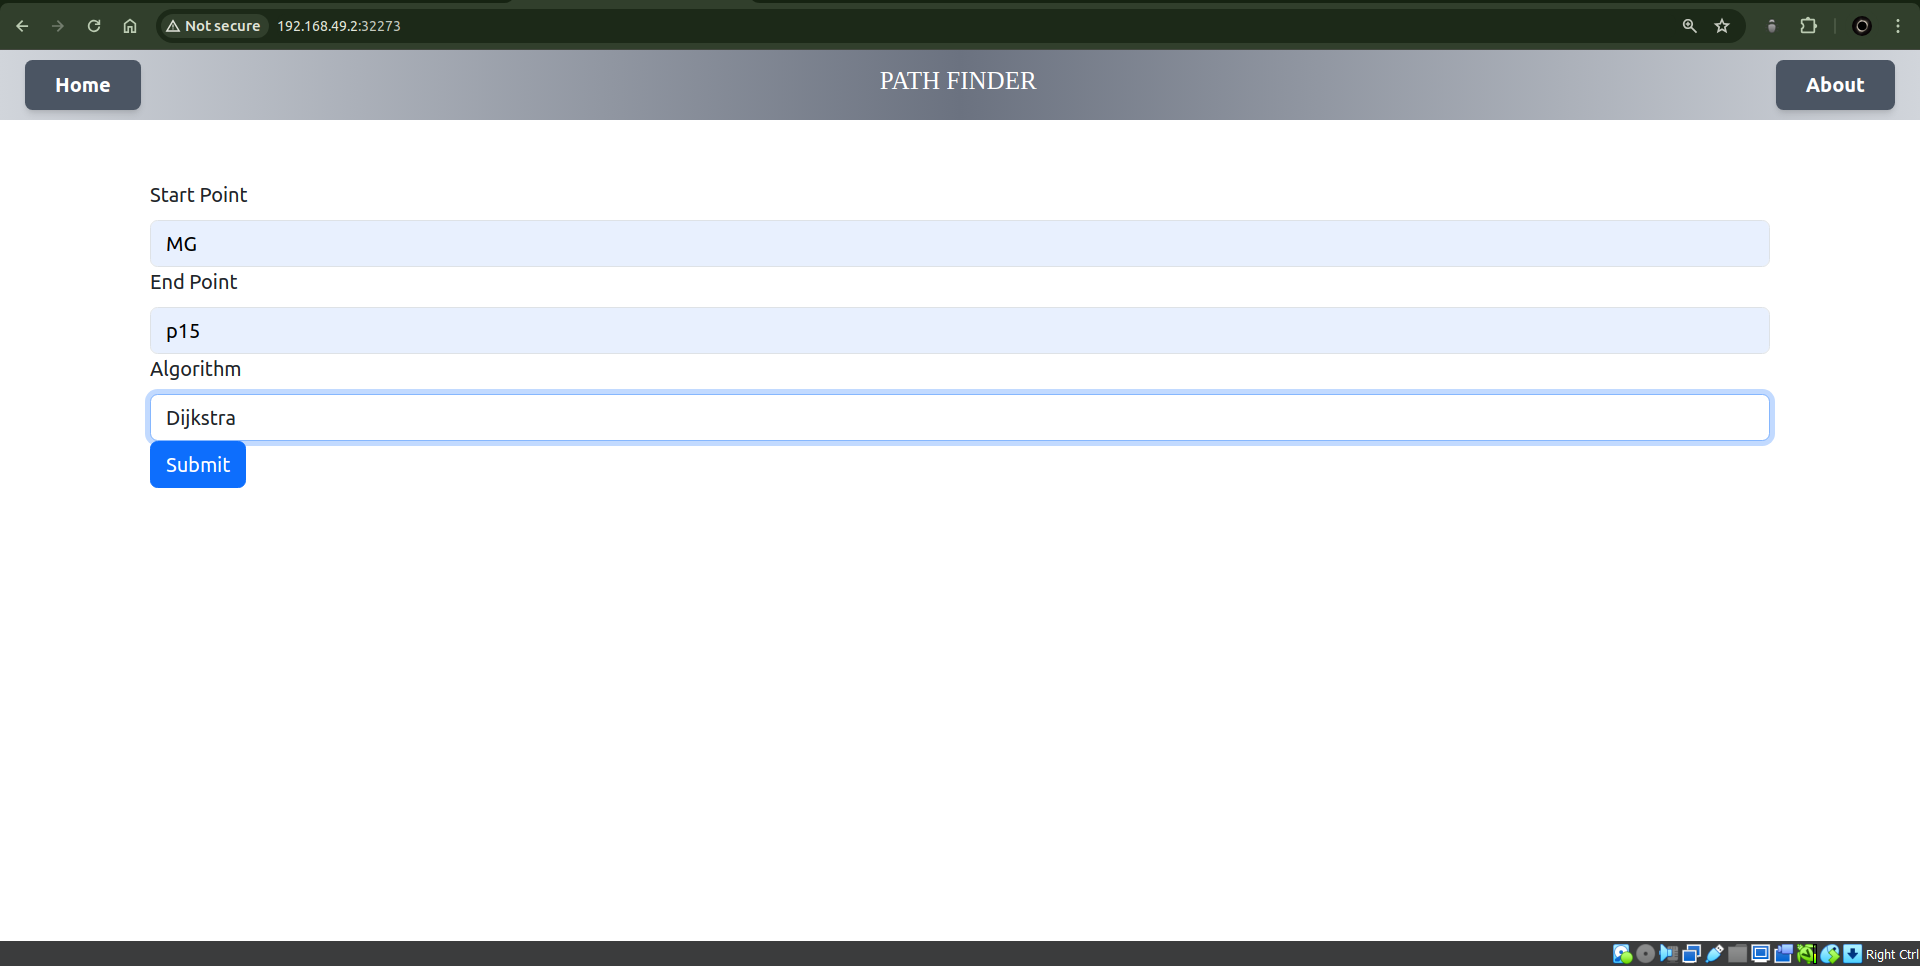 Not secure 192.168.49.2:32273
Home PATH FINDER About
Start Point
MG
End Point
p15
Algorithm
Dijkstra
Submit
Right Ctrl